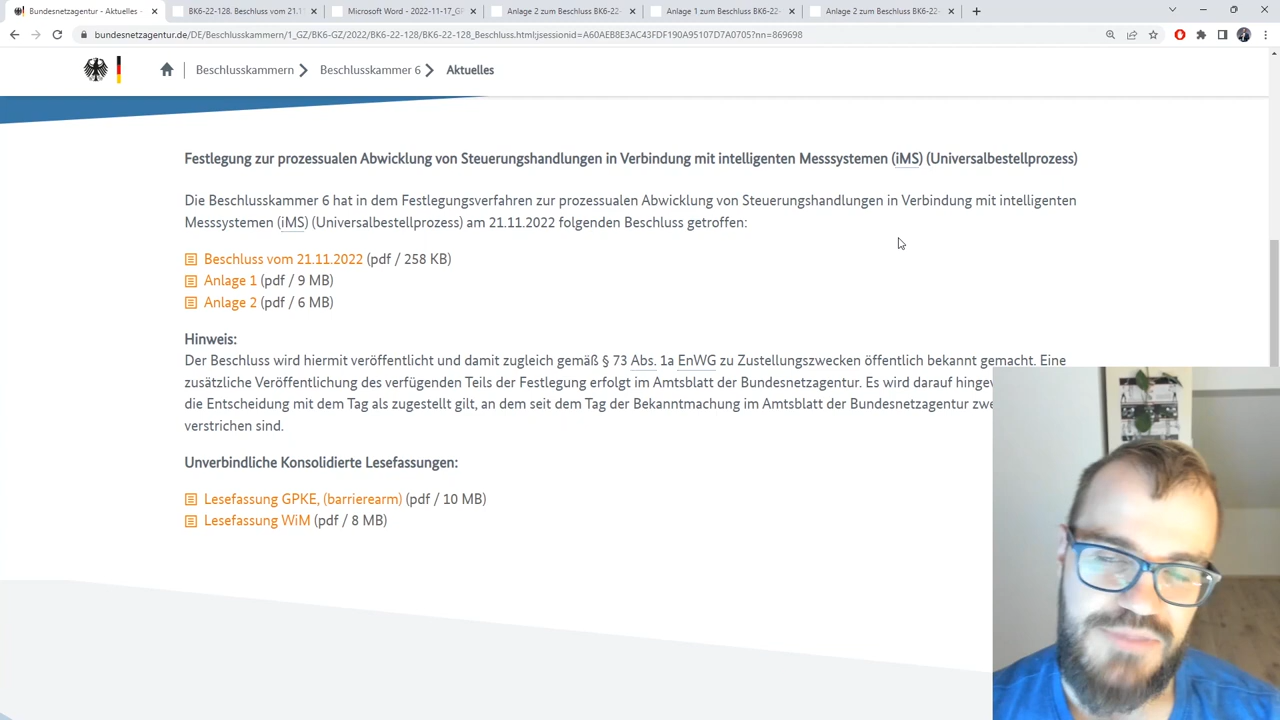 Bundesnetzagentur - Aktuelles -
BK6-22-128. Beschluss vom 21.11
Microsoft Word - 2022-11-17_GP
Anlage 2 zum Beschluss BK6-22-
Anlage 1 zum Beschluss BK6-22-
Anlage 2 zum Beschluss BK6-22-
bundesnetzagentur.de/DE/Beschlusskammern/1_GZ/BK6-GZ/2022/BK6-22-128/BK6-22-128_Beschluss.html;jsessionid=A60AEB8E3AC43FDF190A95107D7A0705?nn=869698
Beschlusskammern
Beschlusskammer 6
Aktuelles
Festlegung zur prozessualen Abwicklung von Steuerungshandlungen in Verbindung mit intelligenten Messsystemen (iMS) (Universalbestellprozess)
Die Beschlusskammer 6 hat in dem Festlegungsverfahren zur prozessualen Abwicklung von Steuerungshandlungen in Verbindung mit intelligenten
Messsystemen (iMS) (Universalbestellprozess) am 21.11.2022 folgenden Beschluss getroffen:
Beschluss vom 21.11.2022 (pdf / 258 KB)
Anlage 1 (pdf / 9 MB)
Anlage 2 (pdf / 6 MB)
Hinweis:
Der Beschluss wird hiermit veröffentlicht und damit zugleich gemäß § 73 Abs. 1a EnWG zu Zustellungszwecken öffentlich bekannt gemacht. Eine
zusätzliche Veröffentlichung des verfügenden Teils der Festlegung erfolgt im Amtsblatt der Bundesnetzagentur. Es wird darauf hingew
die Entscheidung mit dem Tag als zugestellt gilt, an dem seit dem Tag der Bekanntmachung im Amtsblatt der Bundesnetzagentur zwe
verstrichen sind.
Unverbindliche Konsolidierte Lesefassungen:
Lesefassung GPKE, (barrierearm) (pdf / 10 MB)
Lesefassung WiM (pdf / 8 MB)